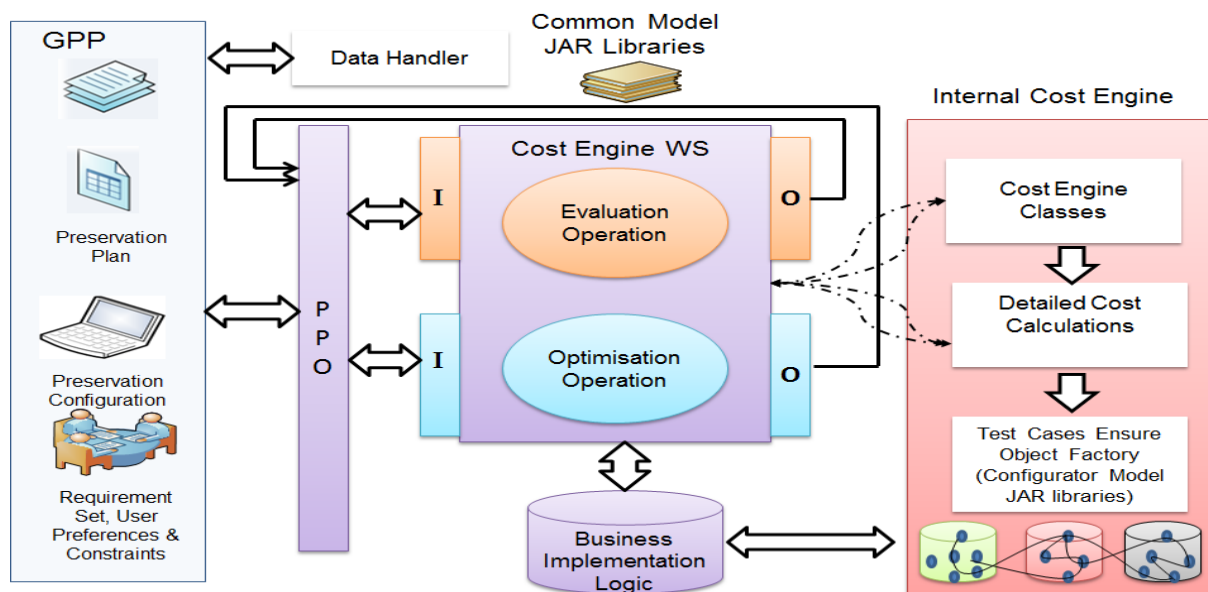 GPP
Preservation
Plan
Preservation
Configuration
Requirement
Set, User
Preferences &
Constraints
Data Handler
Common Model
JAR Libraries
P
P
O
I
I
Cost Engine WS
Evaluation
Operation
Optimisation
Operation
O
O
Business
Implementation
Logic
Internal Cost Engine
Cost Engine
Classes
Detailed Cost
Calculations
Test Cases Ensure
Object Factory
(Configurator Model
JAR libraries)